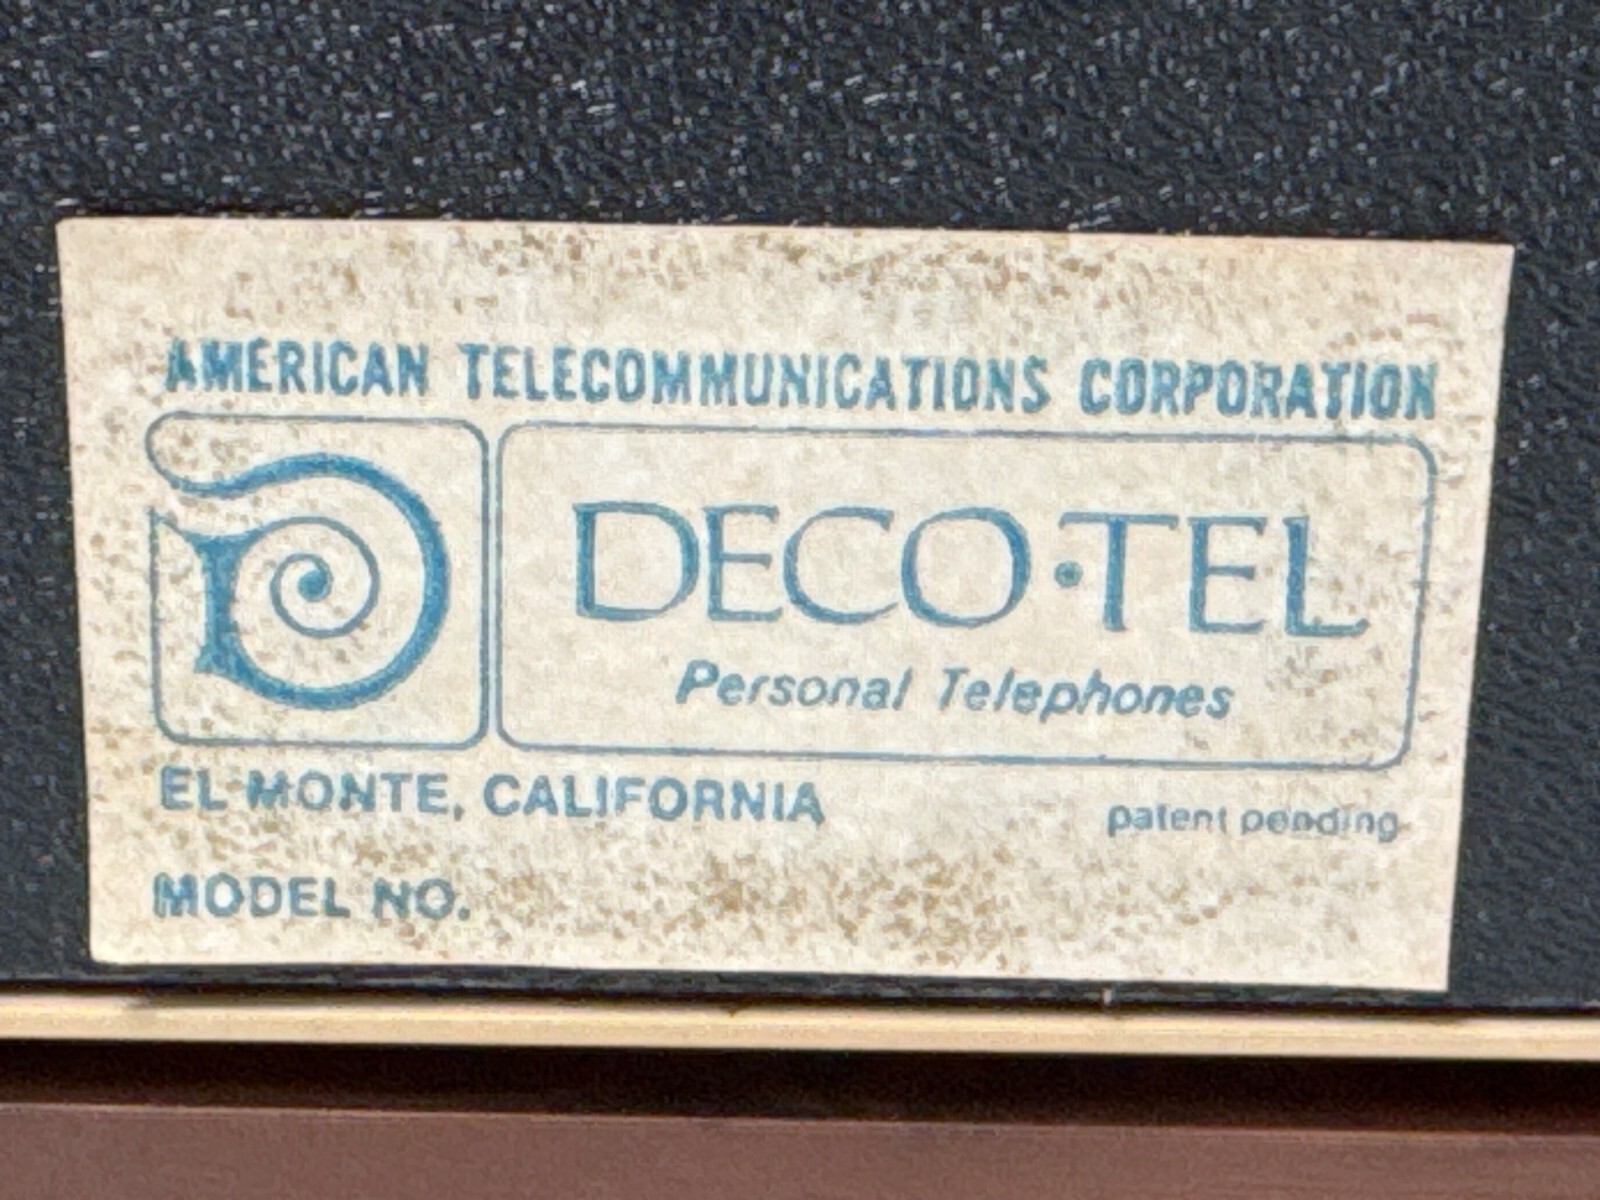 AMERICAN TELECOMMUNICATIONS CORPORATION
DECO•TEL
Personal Telephones
EL MONTE, CALIFORNIA
patent pending
MODEL NO.